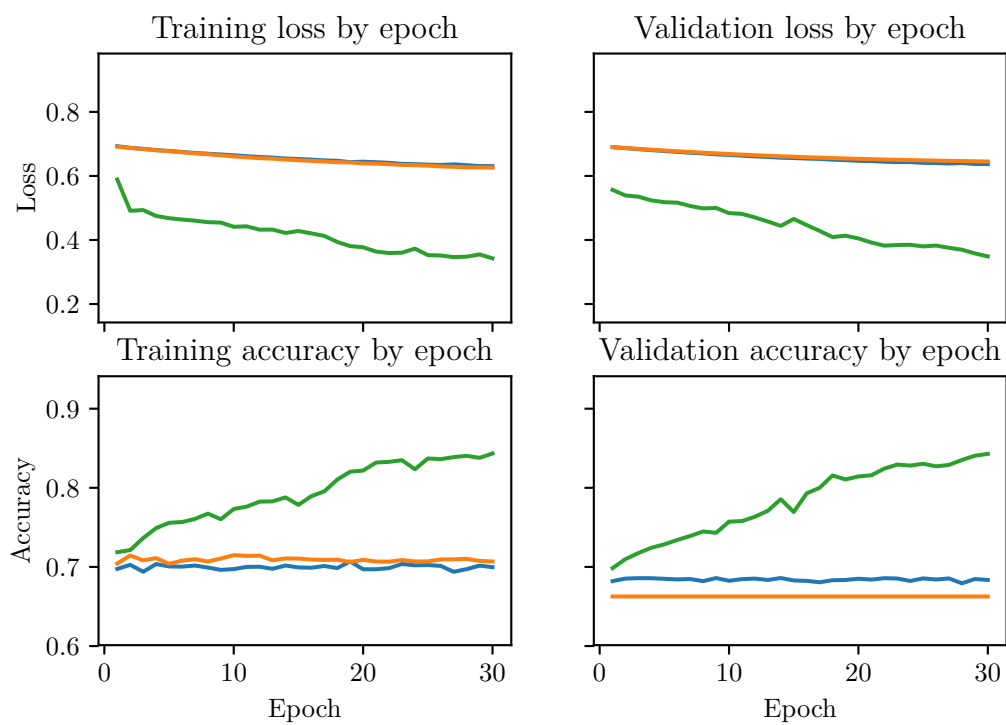 Training loss by epoch
Validation loss by epoch
0.8
0.6
0.4
0.2
Loss
Training accuracy by epoch
Validation accuracy by epoch
0.9
0.8
0.7
0.6
Accuracy
0 10 20 30
0 10 20 30
Epoch
Epoch